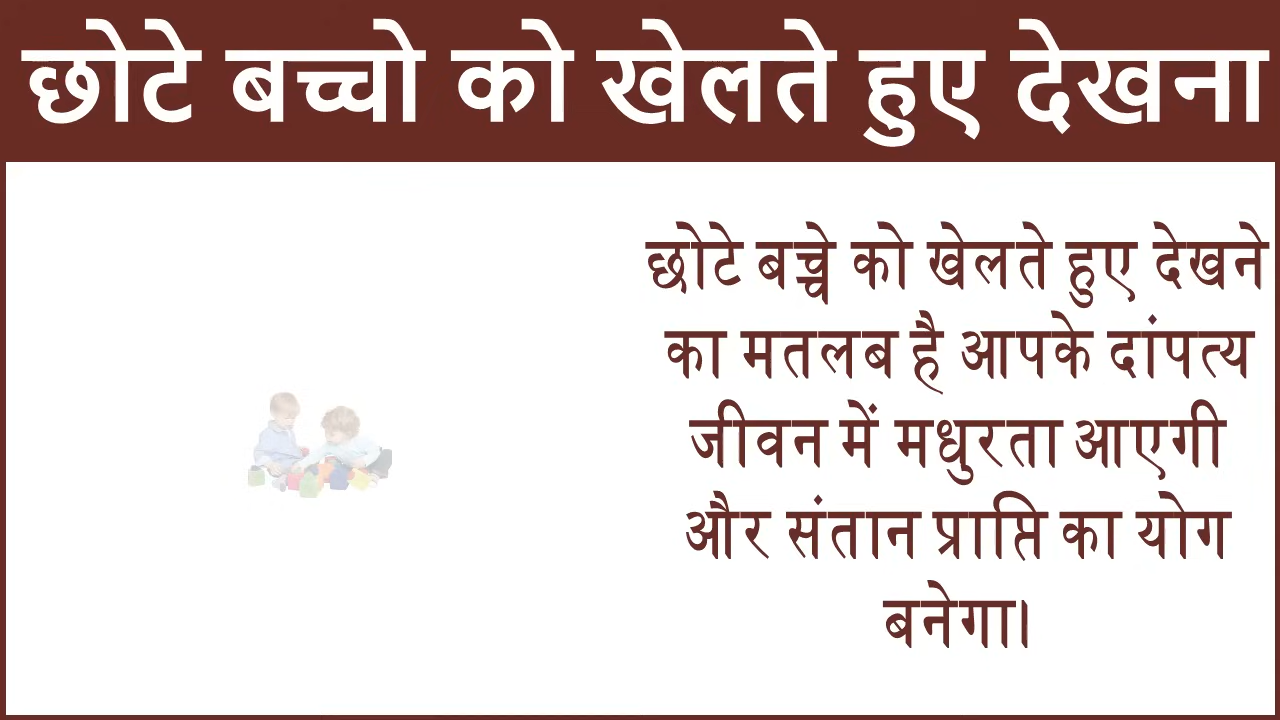 छोटे बच्चो को खेलते हुए देखना
छोटे बच्चे को खेलते हुए देखने
का मतलब है आपके दांपत्य
जीवन में मधुरता आएगी
और संतान प्राप्ति का योग
बनेगा।